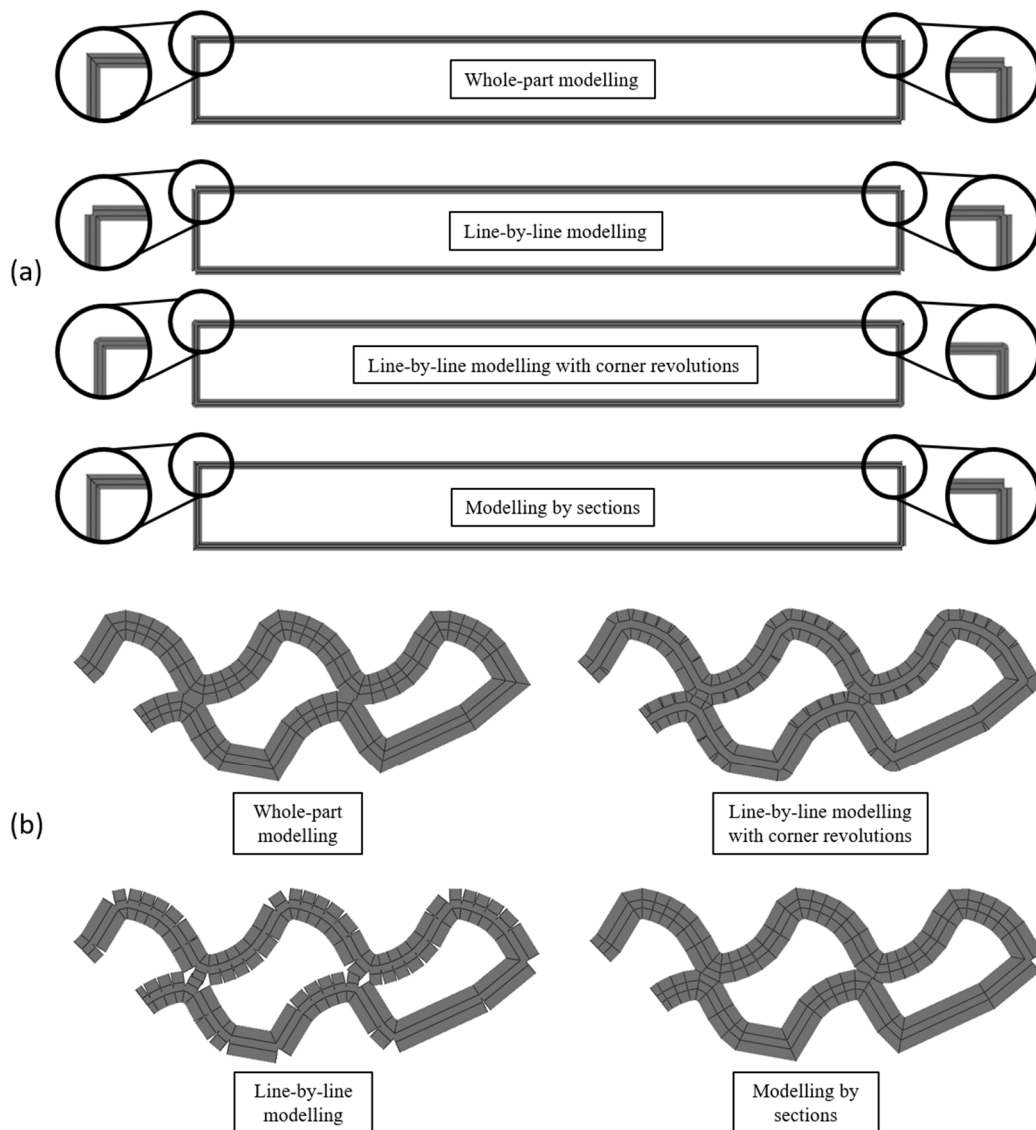 Whole-part modelling
Line-by-line modelling
(a)
Line-by-line modelling with corner revolutions
Modelling by sections
Whole-part
modelling
Line-by-line modelling
with corner revolutions
(b)
Line-by-line
modelling
Modelling by
sections